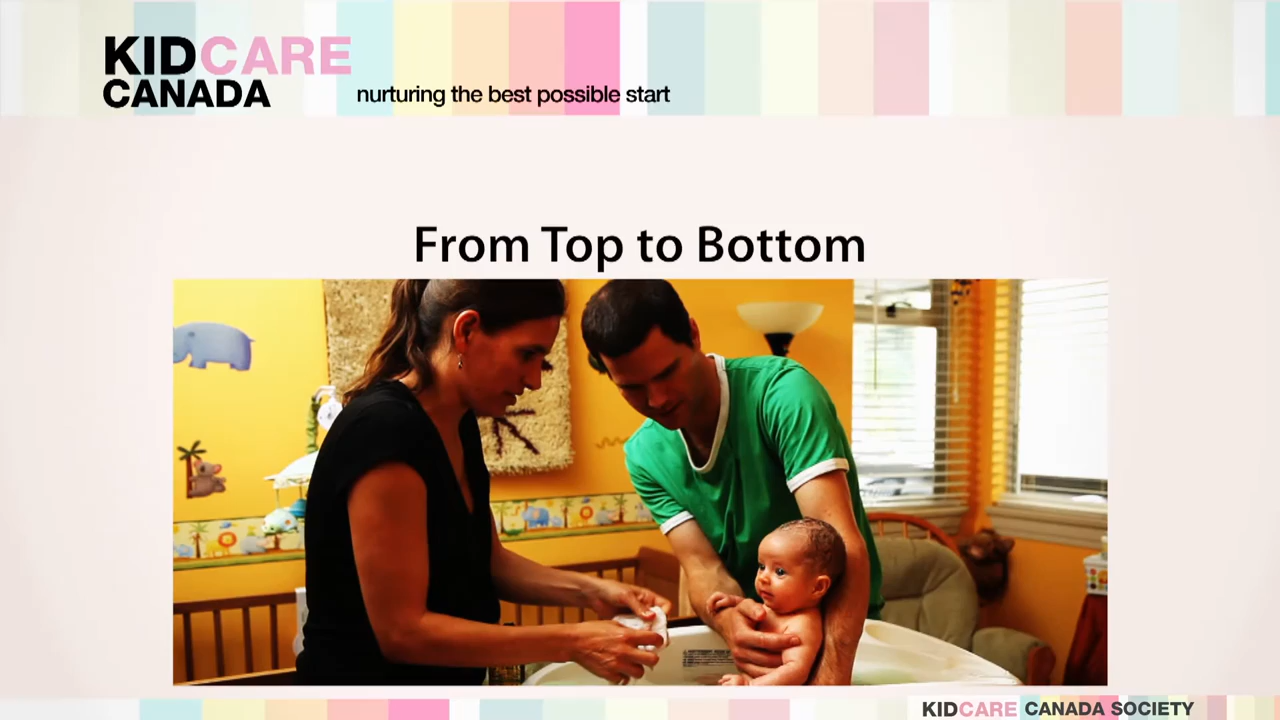 KIDCARE
CANADA
nurturing the best possible start
From Top to Bottom
KIDCARE CANADA SOCIETY